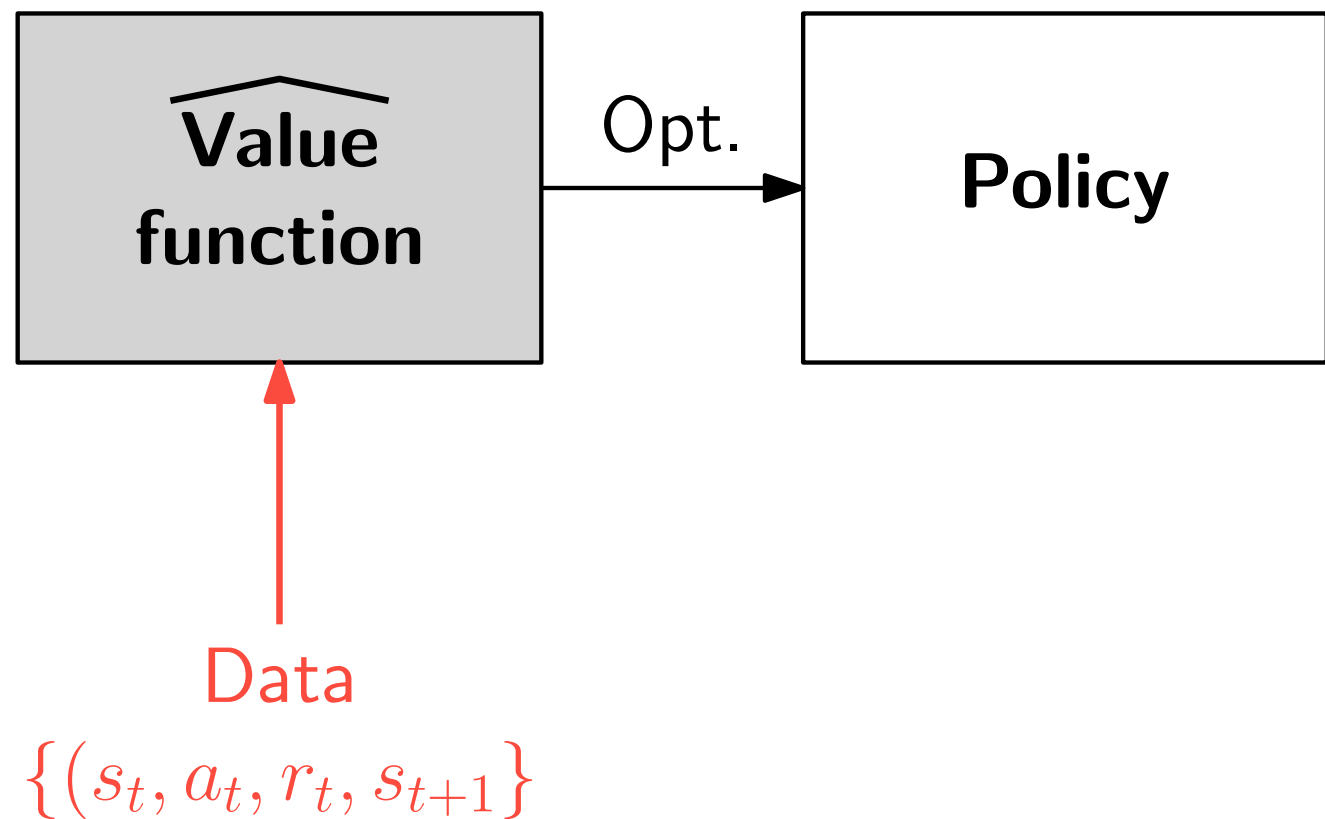 Value
function
Opt.
Policy
Data
{(s_t, a_t, r_t, s_{t+1}}